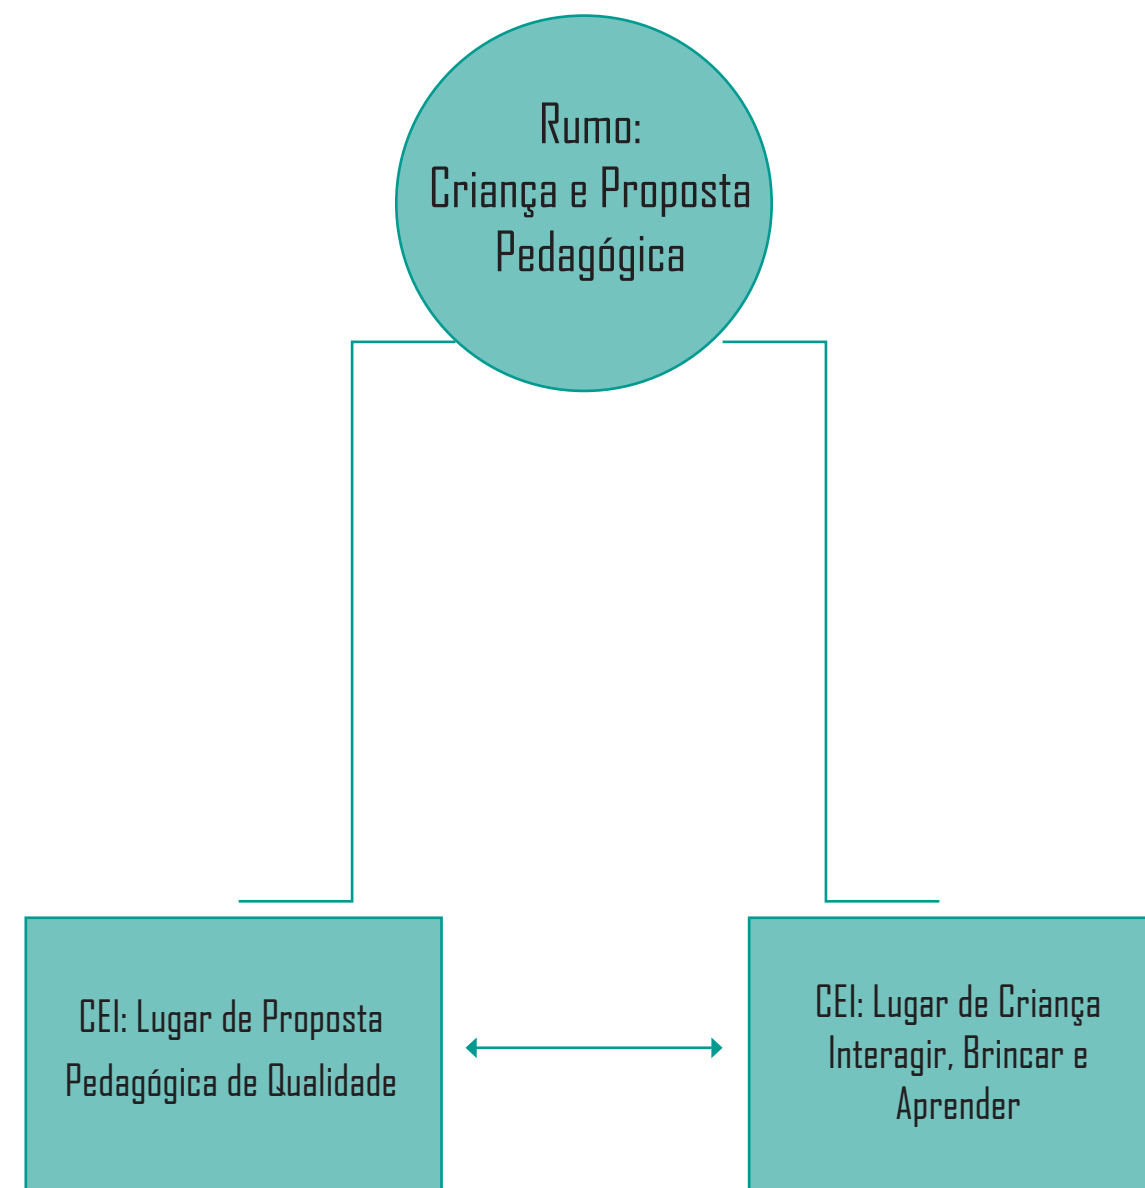 Rumo:
Criança e Proposta
Pedagógica
CEI: Lugar de Proposta
Pedagógica de Qualidade
CEI: Lugar de Criança
Interagir, Brincar e
Aprender